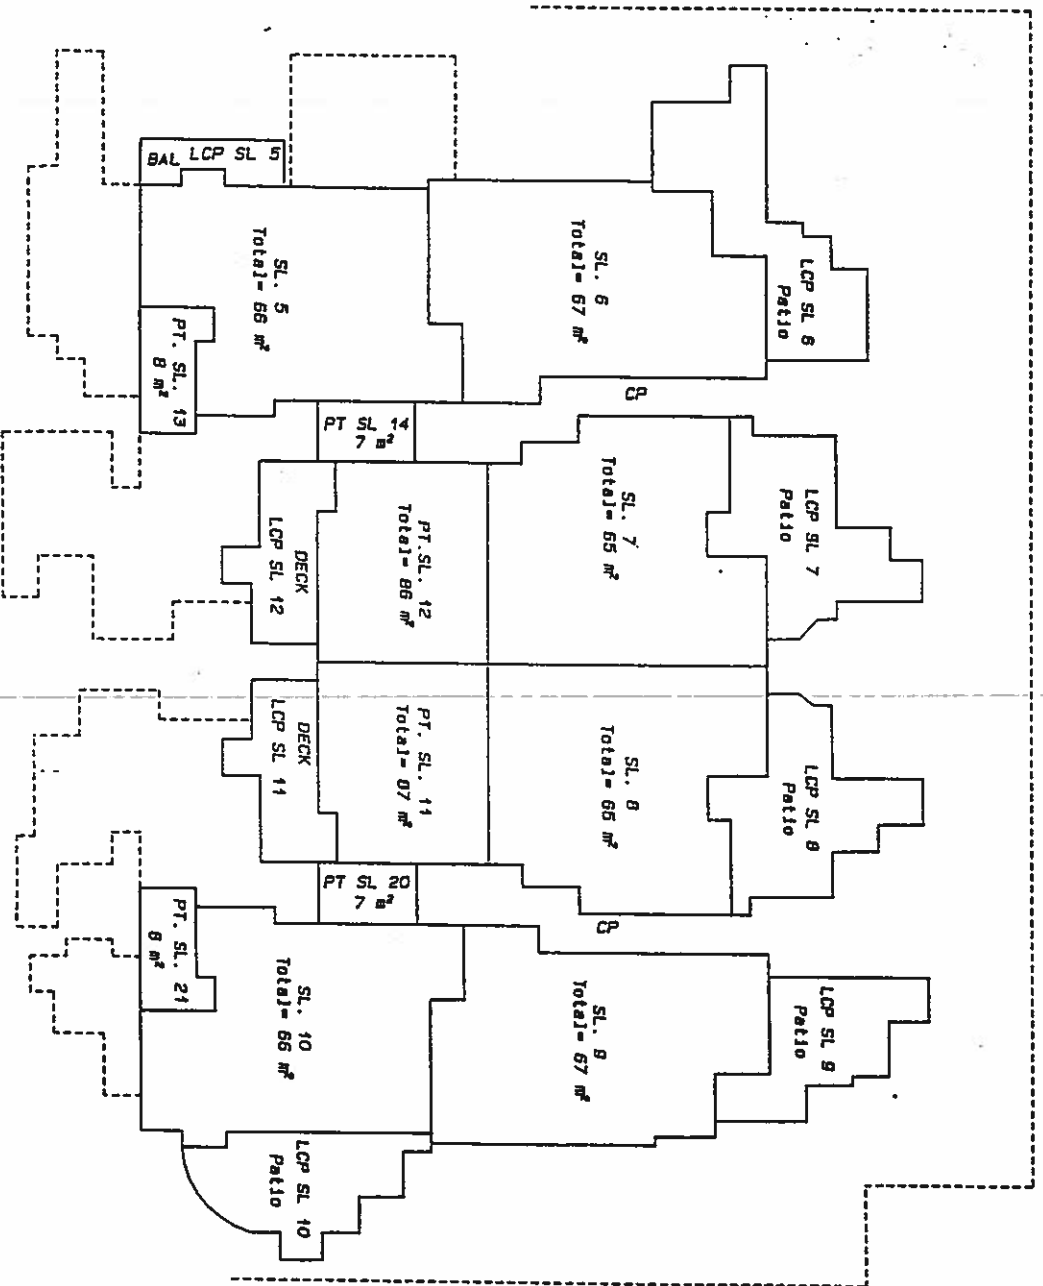 BAL LCP SL 5
SL. 5
Total= 66 m²
SL. 6
Total= 67 m²
LCP SL 6
Patio
PT. SL. 13
8 m²
CP
PT SL 14
7 m²
DECK
LCP SL 12
PT.SL. 12
Total= 86 m²
SL. 7
Total= 65 m²
LCP SL 7
Patio
DECK
LCP SL 11
PT. SL. 11
Total= 87 m²
SL. 8
Total= 65 m²
LCP SL 8
Patio
PT SL 20
7 m²
CP
PT. SL. 21
8 m²
SL. 10
Total= 66 m²
SL. 9
Total= 67 m²
LCP SL 9
Patio
LCP SL 10
Patio